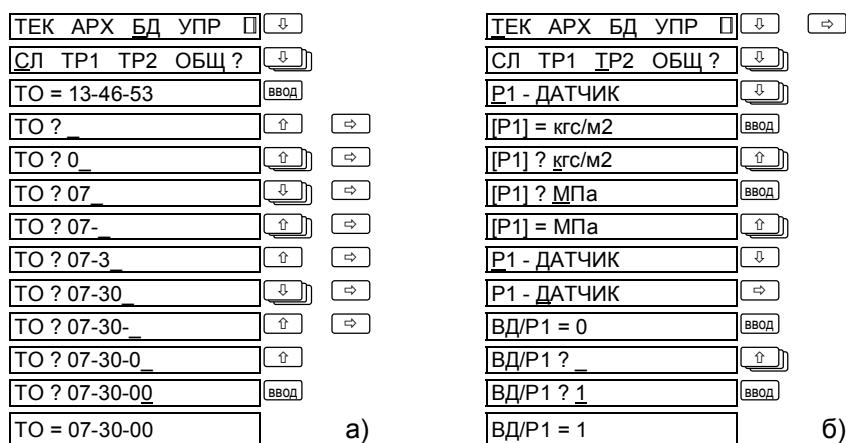 ТЕК АРХ БД УПР
СЛ ТР1 ТР2 ОБЩ ?
ТО = 13-46-53 ВВОД
ТО ? _
ТО ? 0_
ТО ? 07_
ТО ? 07-_
ТО ? 07-3_
ТО ? 07-30_
ТО ? 07-30-_
ТО ? 07-30-0_
ТО ? 07-30-00 ВВОД
ТО = 07-30-00
а)
ТЕК АРХ БД УПР
СЛ ТР1 ТР2 ОБЩ ?
Р1 - ДАТЧИК
[Р1] = кгс/м2 ВВОД
[Р1] ? кгс/м2
[Р1] ? МПа ВВОД
[Р1] = МПа
Р1 - ДАТЧИК
Р1 - ДАТЧИК
ВД/Р1 = 0 ВВОД
ВД/Р1 ? _
ВД/Р1 ? 1 ВВОД
ВД/Р1 = 1
б)